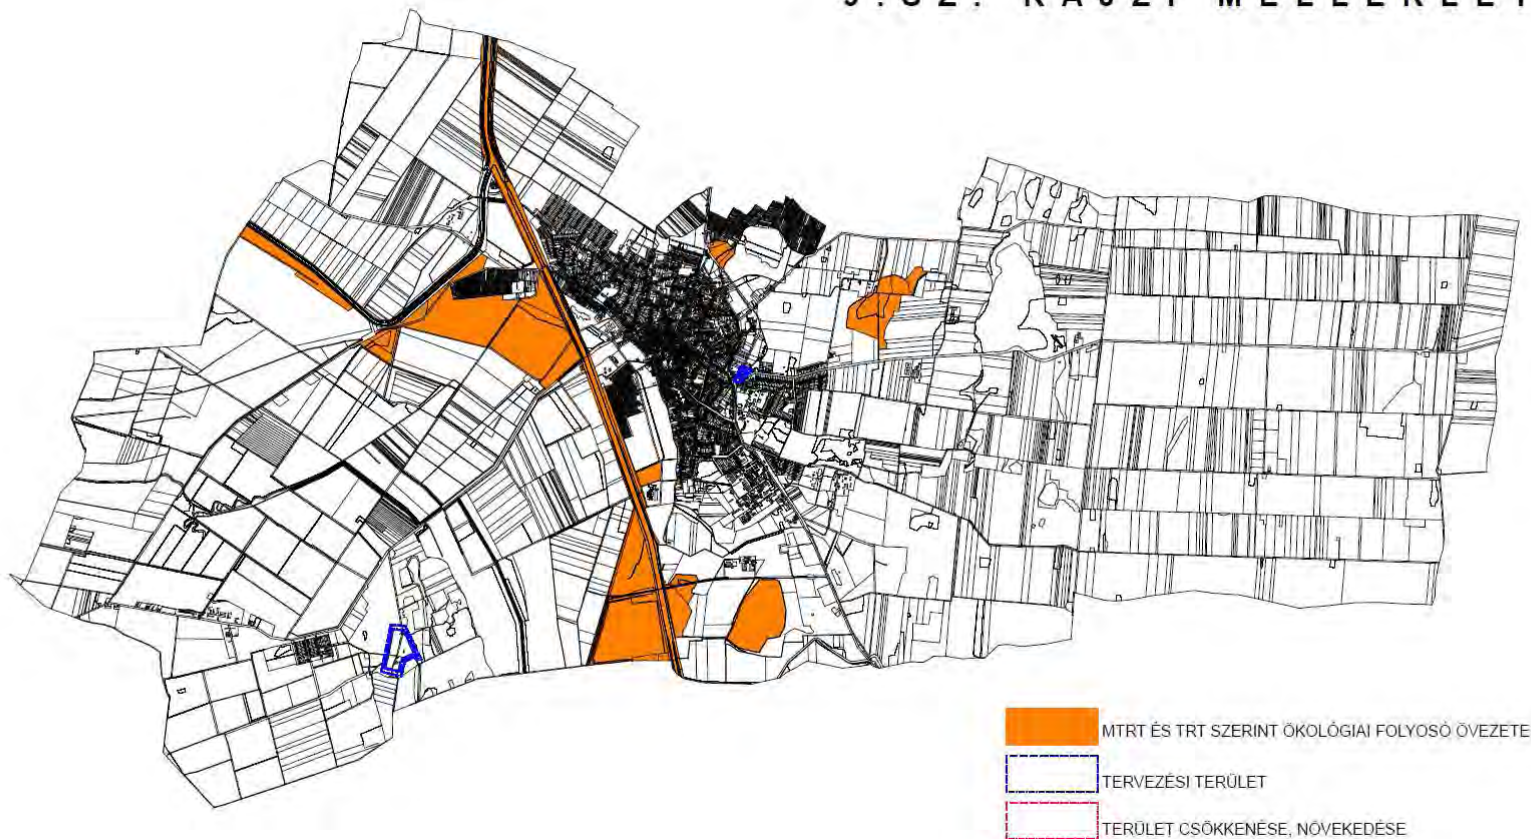 MTRT ÉS TRT SZERINT ÖKOLÓGIAI FOLYOSÓ ÖVEZETE
TERVEZÉSI TERÜLET
TERÜLET CSÖKKENÉSE, NÖVEKEDÉSE